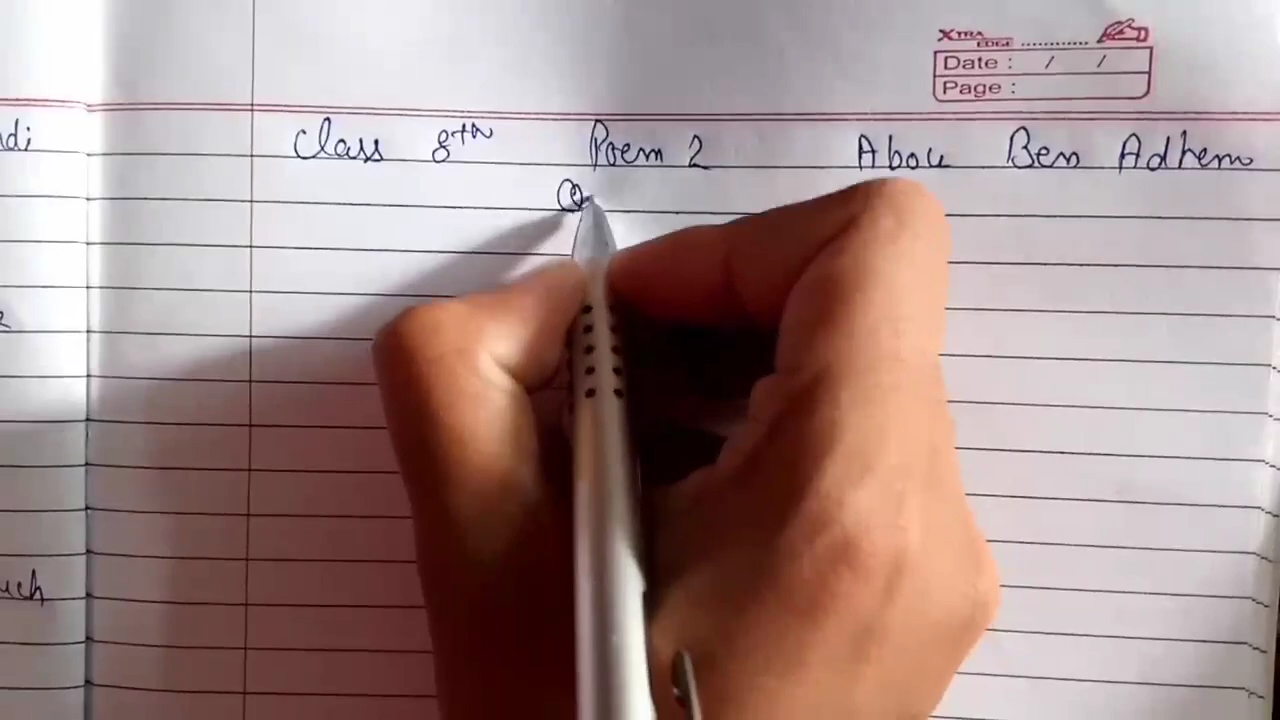 XTRA
EDGE ............
Date : / /
Page :
Class 8th Poem 2 Abou Ben Adhem